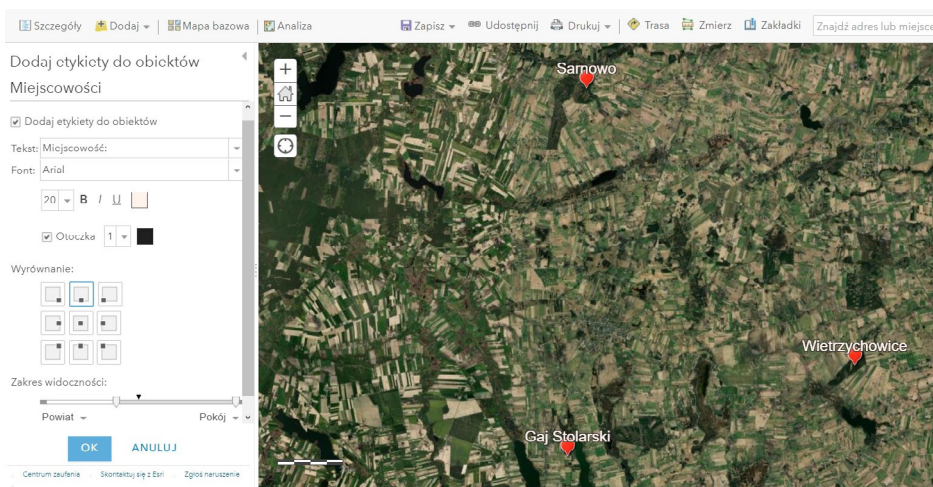 Szczegóły Dodaj Mapa bazowa Analiza Zapisz Udostępnij Drukuj Trasa Zmierz Zakładki Znajdź adres lub miejsce
Dodaj etykiety do obiektów
Miejscowości
Dodaj etykiety do obiektów
Tekst: Miejscowość:
Font: Arial
20 B I U
Otoczka 1
Wyrównanie:
Zakres widoczności:
Powiat Pokój
OK ANULUJ
Centrum zaufania Skontaktuj się z Esri Zgłoś naruszenie
Sarnowo
Wietrzychowice
Gaj Stolarski